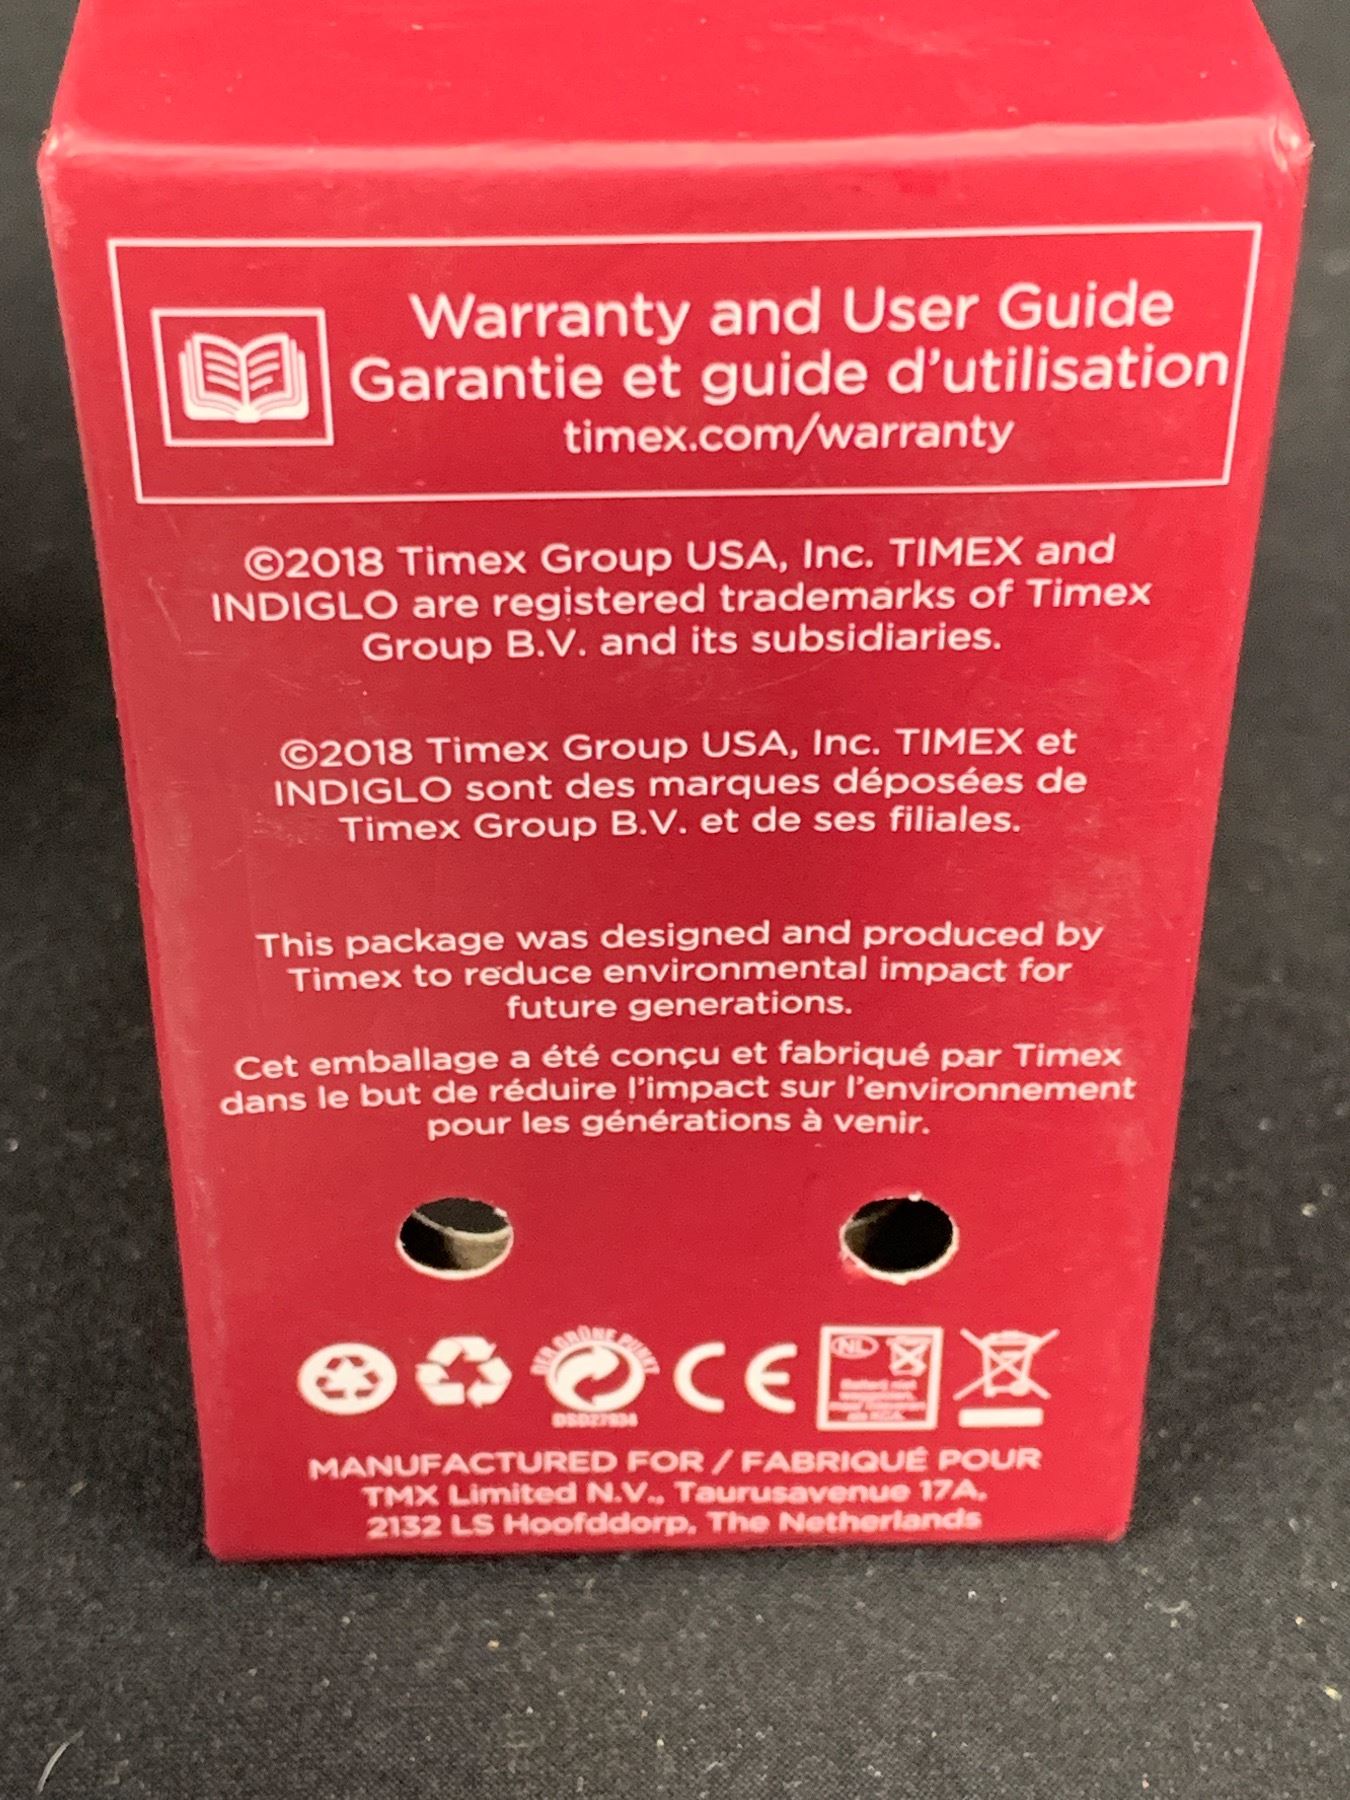 Warranty and User Guide
Garantie et guide d'utilisation
timex.com/warranty
©2018 Timex Group USA, Inc. TIMEX and
INDIGLO are registered trademarks of Timex
Group B.V. and its subsidiaries.
©2018 Timex Group USA, Inc. TIMEX et
INDIGLO sont des marques déposées de
Timex Group B.V. et de ses filiales.
This package was designed and produced by
Timex to reduce environmental impact for
future generations.
Cet emballage a été conçu et fabriqué par Timex
dans le but de réduire l'impact sur l'environnement
pour les générations à venir.
DER GRÜNE PUNKT
DSD27934
CE
NL
MANUFACTURED FOR / FABRIQUÉ POUR
TMX Limited N.V., Taurusavenue 17A,
2132 LS Hoofddorp, The Netherlands